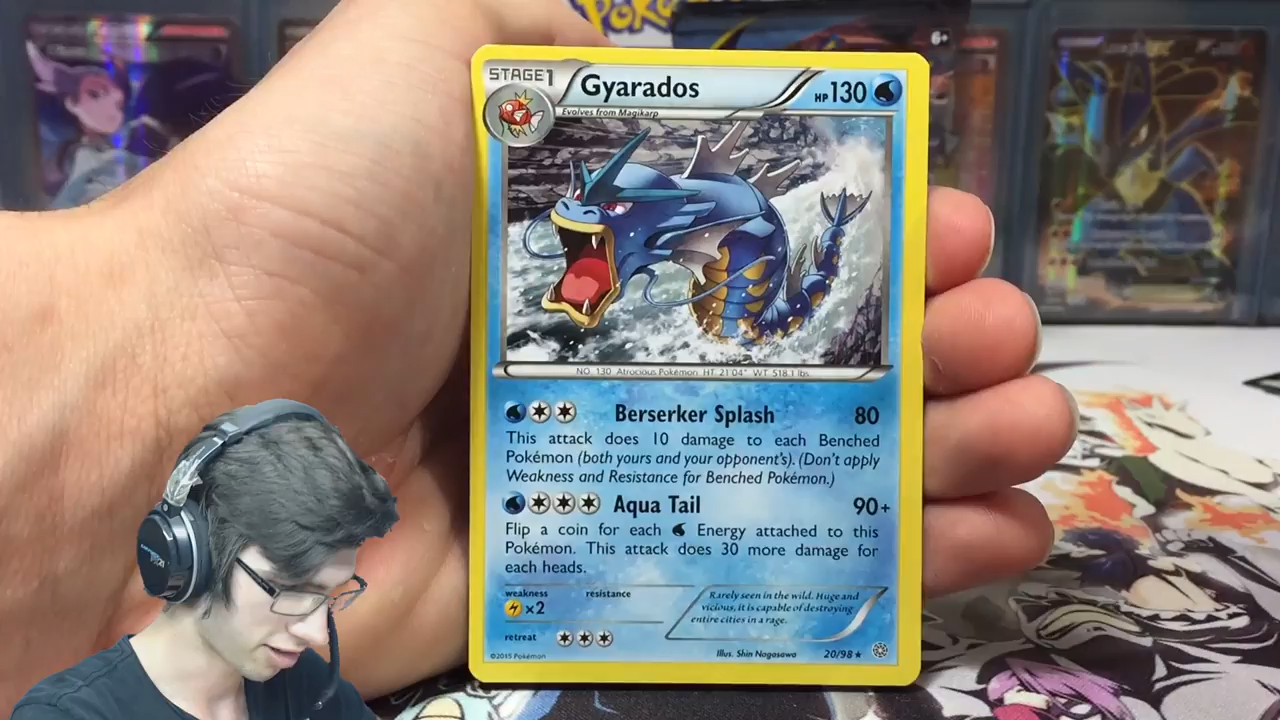 POKé
6+
STAGE 1
Gyarados
HP 130
Evolves from Magikarp
NO. 130 Atrocious Pokémon HT. 21'04" WT. 518.1 lbs.
Berserker Splash 80
This attack does 10 damage to each Benched
Pokémon (both yours and your opponent's). (Don't apply
Weakness and Resistance for Benched Pokémon.)
Aqua Tail 90+
Flip a coin for each Energy attached to this
Pokémon. This attack does 30 more damage for
each heads.
weakness resistance
×2
Rarely seen in the wild. Huge and
vicious, it is capable of destroying
entire cities in a rage.
retreat
©2015 Pokémon Illus. Shin Nagasawa 20/98 ★